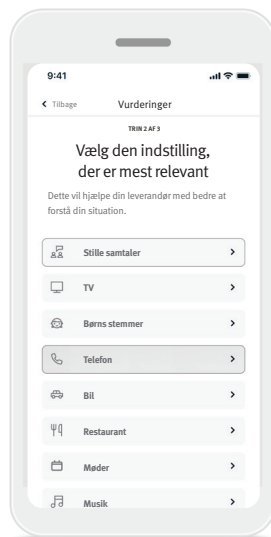 9:41
Tilbage
Vurderinger
TRIN 2 AF 3
Vælg den indstilling,
der er mest relevant
Dette vil hjælpe din leverandør med bedre at
forstå din situation.
Stille samtaler
TV
Børns stemmer
Telefon
Bil
Restaurant
Møder
Musik